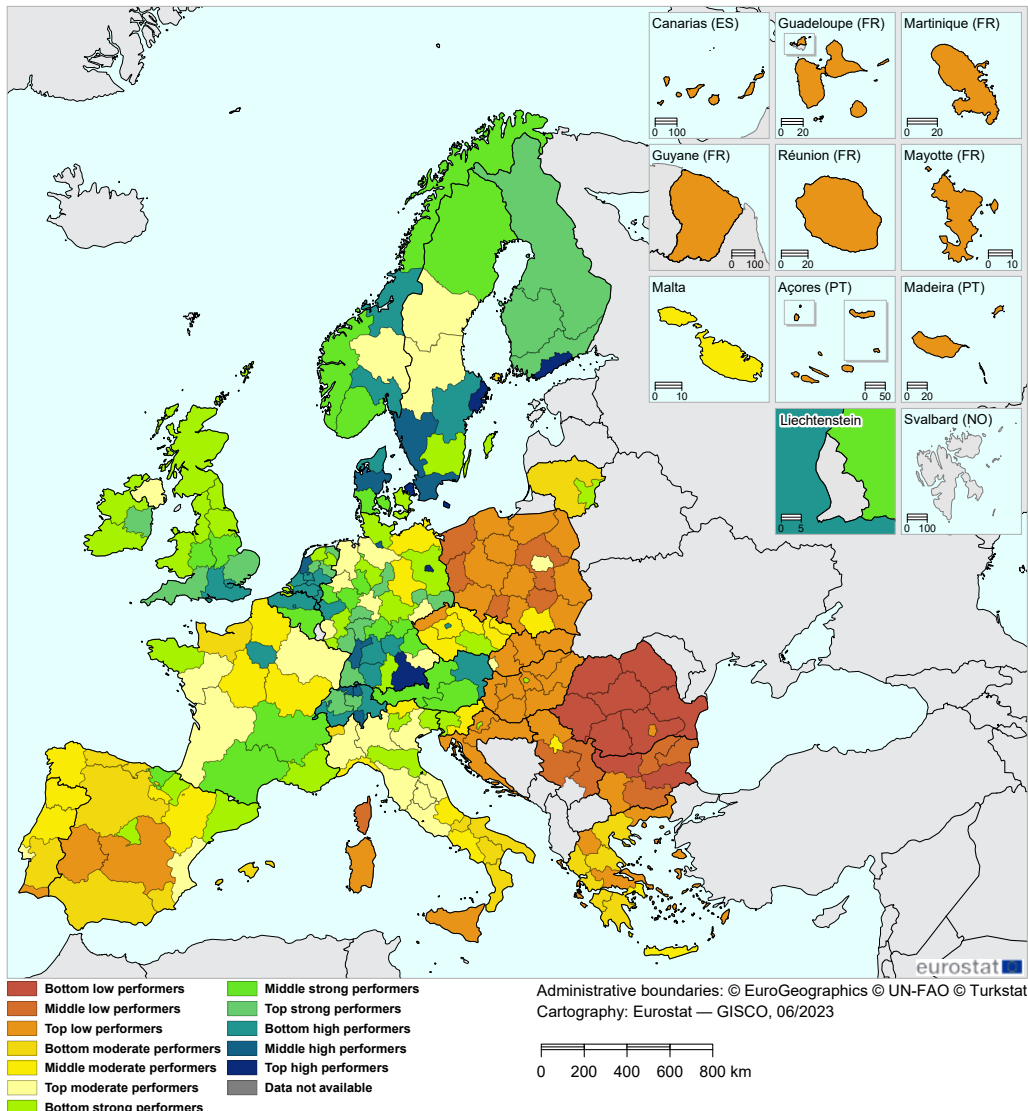 Canarias (ES)
0 100
Guadeloupe (FR)
0 20
Martinique (FR)
0 20
Guyane (FR)
0 100
Réunion (FR)
0 20
Mayotte (FR)
0 10
Malta
0 10
Açores (PT)
0 50
Madeira (PT)
0 20
Liechtenstein
0 5
Svalbard (NO)
0 100
eurostat
Bottom low performers
Middle low performers
Top low performers
Bottom moderate performers
Middle moderate performers
Top moderate performers
Bottom strong performers
Middle strong performers
Top strong performers
Bottom high performers
Middle high performers
Top high performers
Data not available
Administrative boundaries: © EuroGeographics © UN-FAO © Turkstat
Cartography: Eurostat — GISCO, 06/2023
0 200 400 600 800 km